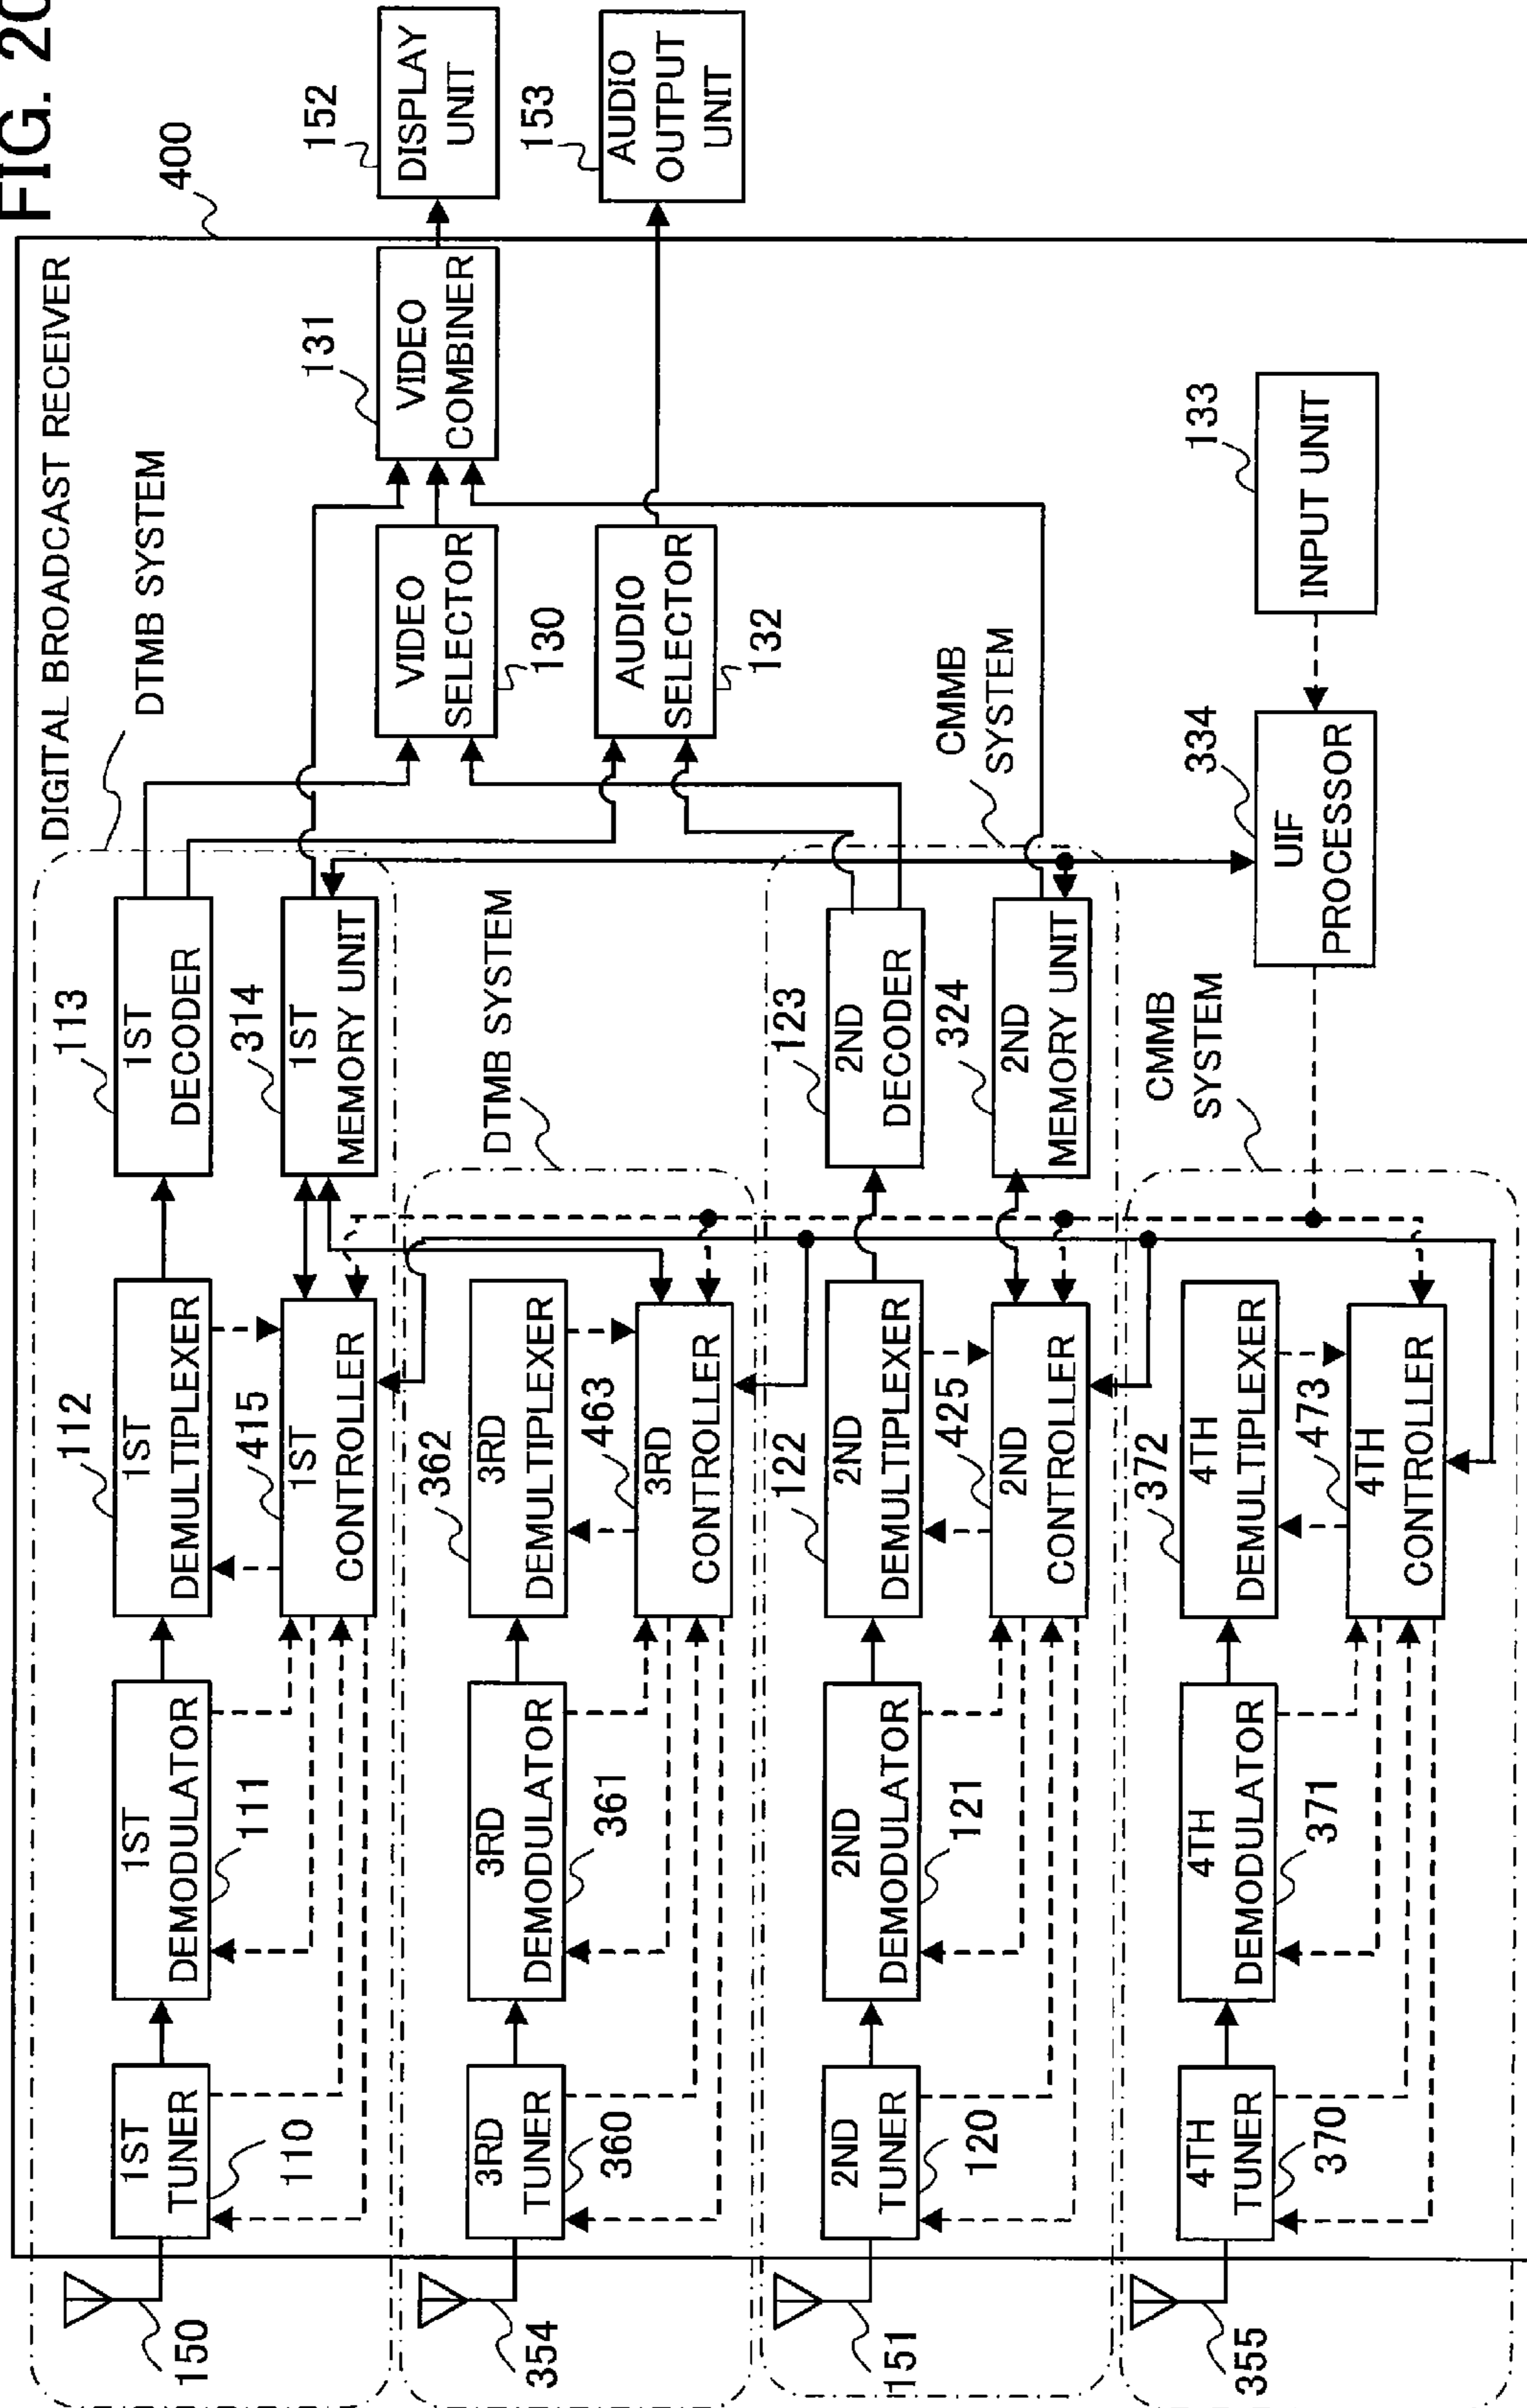 FIG. 20
400
DIGITAL BROADCAST RECEIVER
DTMB SYSTEM
150
1ST
TUNER
110
1ST
DEMODULATOR
111
112
1ST
DEMULTIPLEXER
415
1ST
CONTROLLER
113
1ST
DECODER
314
1ST
MEMORY UNIT
131
VIDEO
COMBINER
152
DISPLAY
UNIT
VIDEO
SELECTOR
130
153
AUDIO
OUTPUT
UNIT
AUDIO
SELECTOR
132
DTMB SYSTEM
354
3RD
TUNER
360
3RD
DEMODULATOR
361
362
3RD
DEMULTIPLEXER
463
3RD
CONTROLLER
CMMB
SYSTEM
151
2ND
TUNER
120
2ND
DEMODULATOR
121
122
2ND
DEMULTIPLEXER
425
2ND
CONTROLLER
123
2ND
DECODER
324
2ND
MEMORY UNIT
CMMB
SYSTEM
355
4TH
TUNER
370
4TH
DEMODULATOR
371
372
4TH
DEMULTIPLEXER
473
4TH
CONTROLLER
334
UIF
PROCESSOR
133
INPUT UNIT